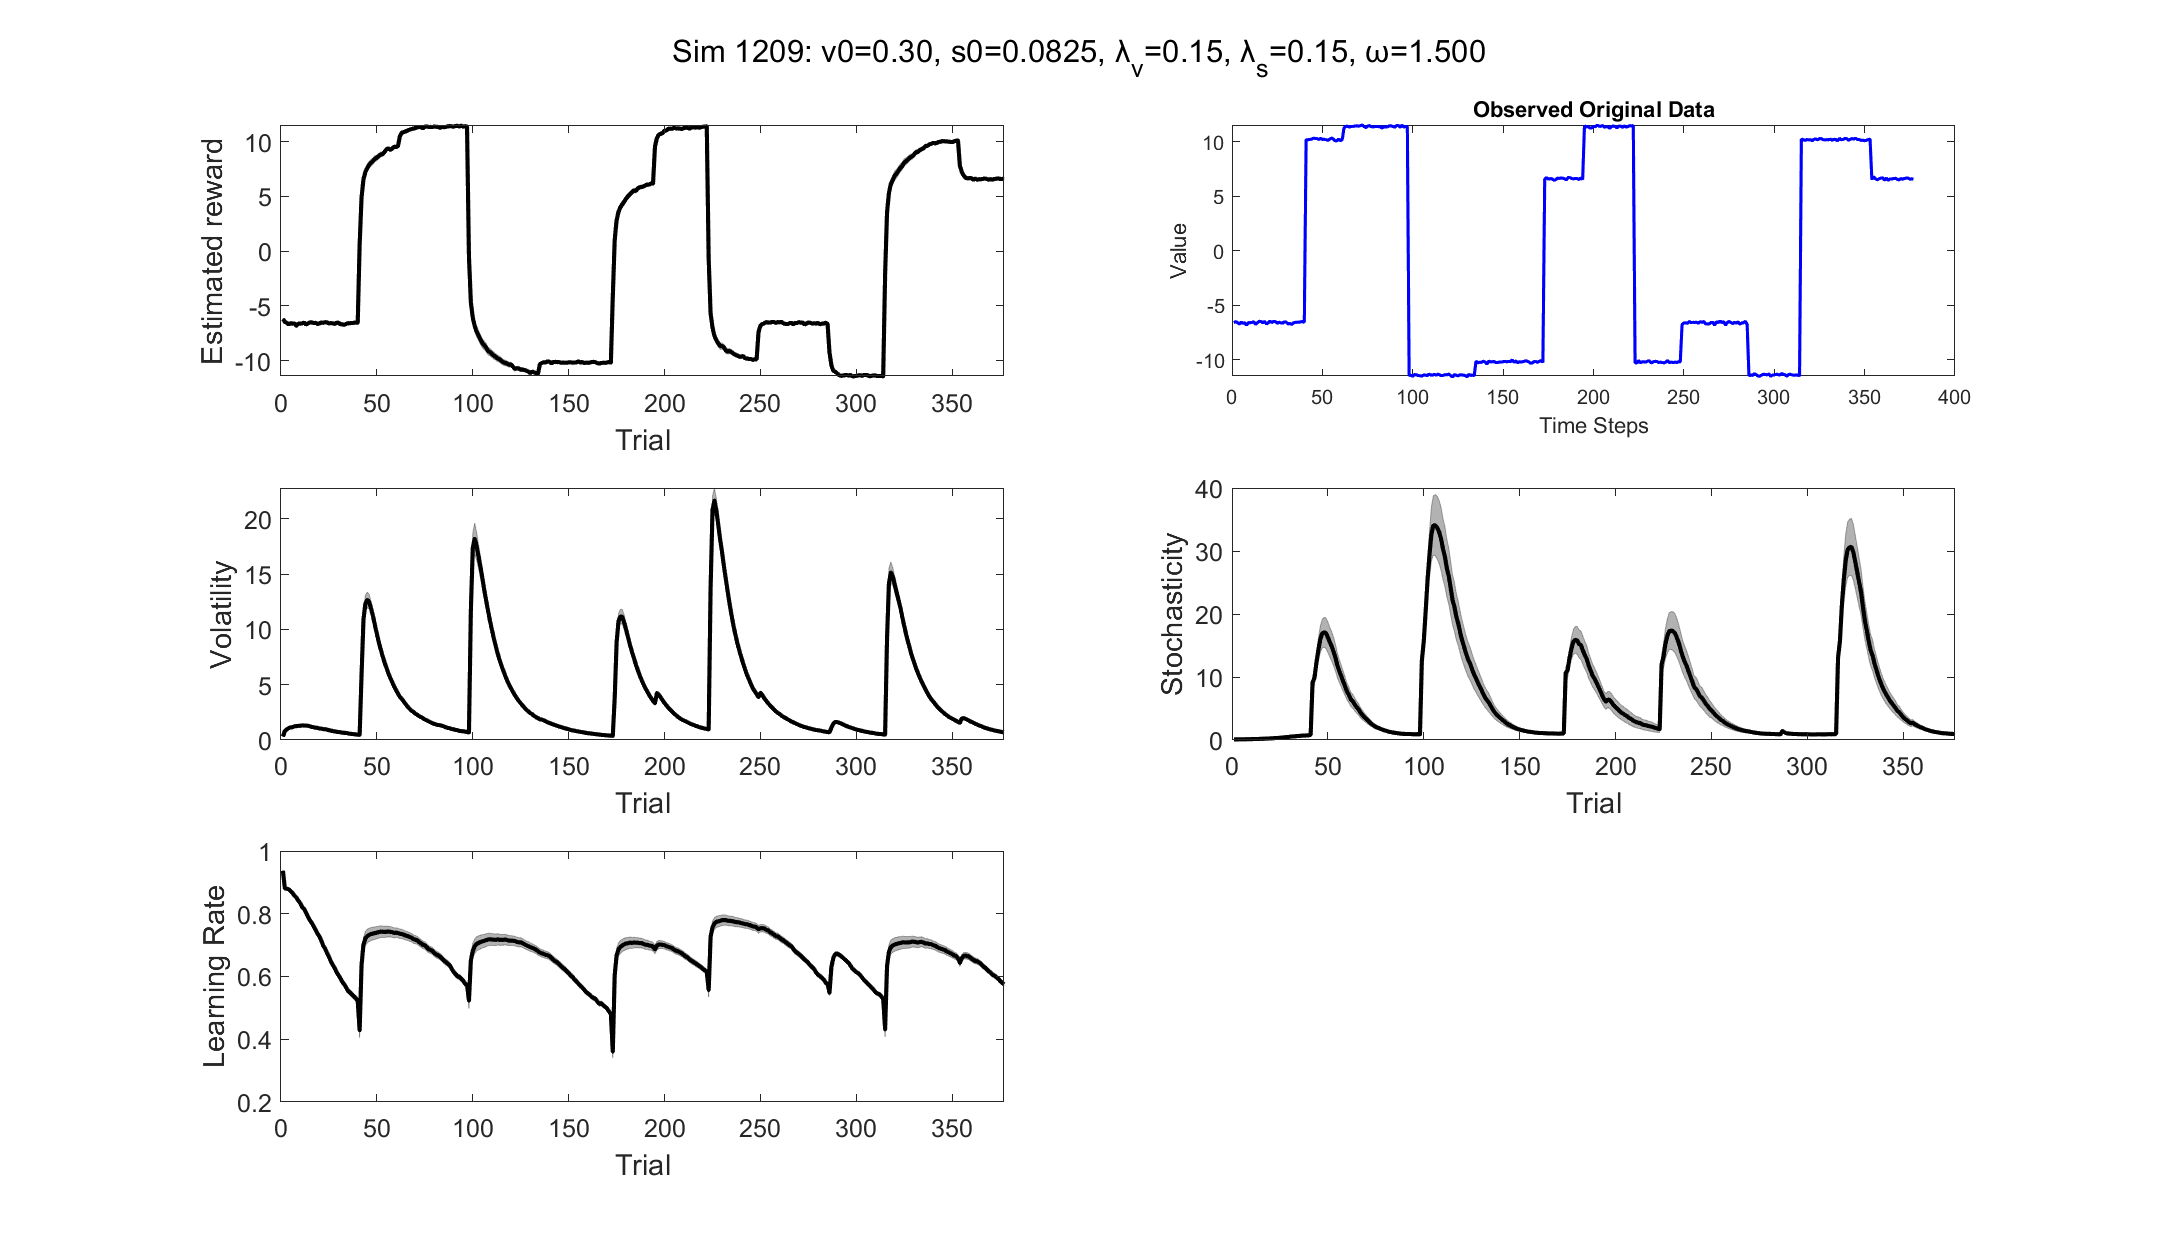 Sim 1209: v0=0.30, s0=0.0825, λ_v=0.15, λ_s=0.15, ω=1.500
Estimated reward
10
5
0
-5
-10
0 50 100 150 200 250 300 350
Trial
Observed Original Data
Value
10
5
0
-5
-10
0 50 100 150 200 250 300 350 400
Time Steps
Volatility
20
15
10
5
0
0 50 100 150 200 250 300 350
Trial
Stochasticity
40
30
20
10
0
0 50 100 150 200 250 300 350
Trial
Learning Rate
1
0.8
0.6
0.4
0.2
0 50 100 150 200 250 300 350
Trial